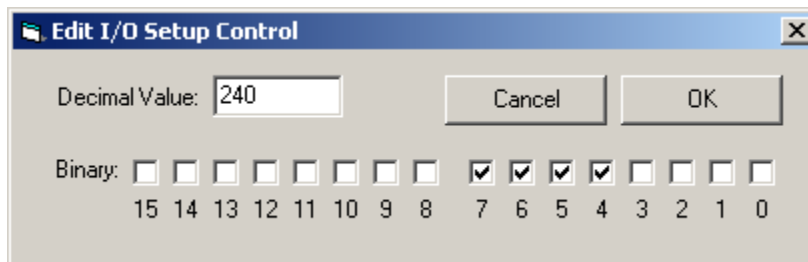 Edit I/O Setup Control
Decimal Value: 240 Cancel OK
Binary:
15 14 13 12 11 10 9 8 7 6 5 4 3 2 1 0